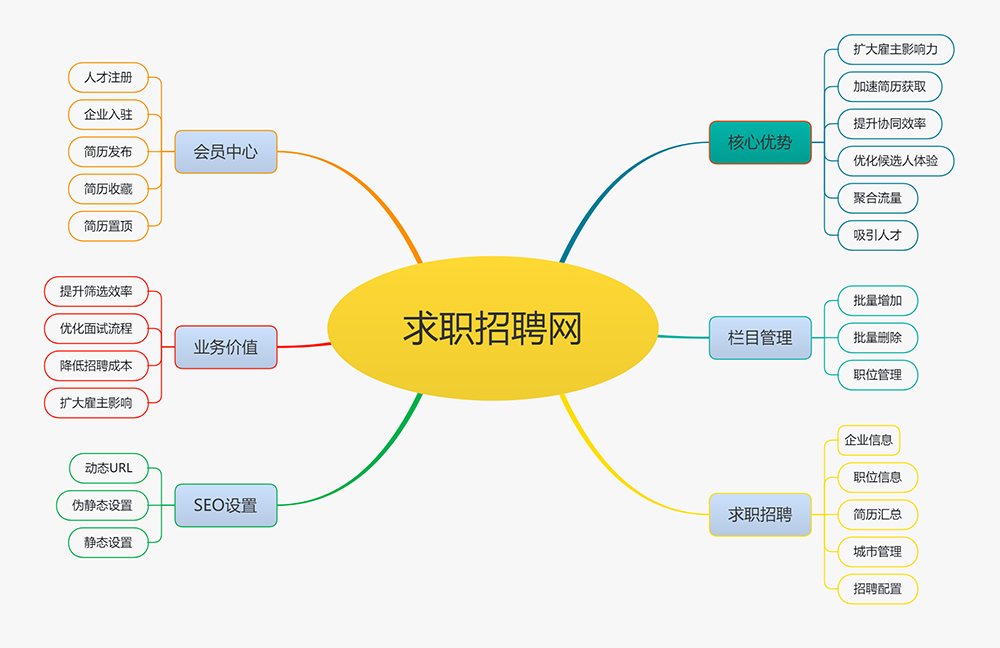 求职招聘网
会员中心
人才注册
企业入驻
简历发布
简历收藏
简历置顶
业务价值
提升筛选效率
优化面试流程
降低招聘成本
扩大雇主影响
SEO设置
动态URL
伪静态设置
静态设置
核心优势
扩大雇主影响力
加速简历获取
提升协同效率
优化候选人体验
聚合流量
吸引人才
栏目管理
批量增加
批量删除
职位管理
求职招聘
企业信息
职位信息
简历汇总
城市管理
招聘配置